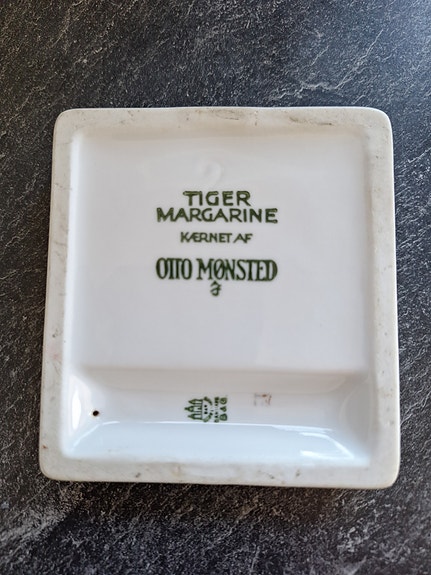 TIGER
MARGARINE
KÆRNET AF
OTTO MØNSTED
B&G